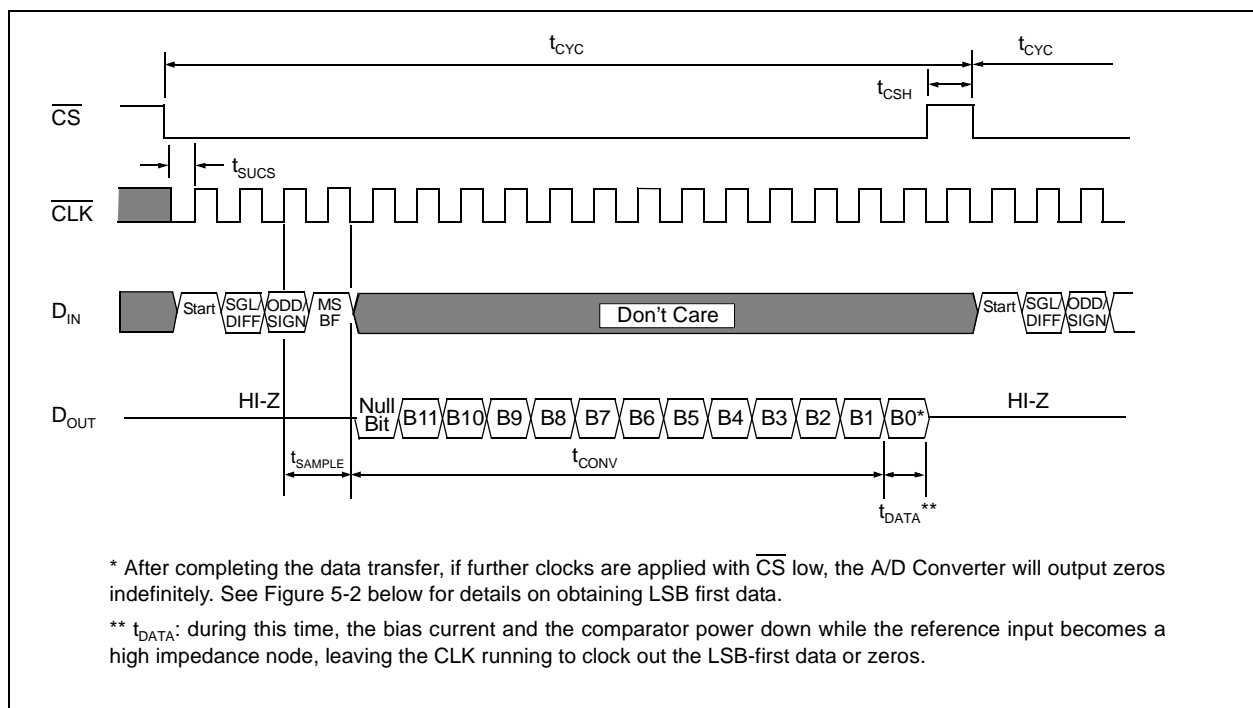 tCYC tCYC
tCSH
CS
tSUCS
CLK
DIN Start SGL/ DIFF ODD/ SIGN MS BF Don't Care Start SGL/ DIFF ODD/ SIGN
HI-Z HI-Z
DOUT Null Bit B11 B10 B9 B8 B7 B6 B5 B4 B3 B2 B1 B0*
tSAMPLE tCONV
tDATA**
* After completing the data transfer, if further clocks are applied with CS low, the A/D Converter will output zeros
indefinitely. See Figure 5-2 below for details on obtaining LSB first data.
** tDATA: during this time, the bias current and the comparator power down while the reference input becomes a
high impedance node, leaving the CLK running to clock out the LSB-first data or zeros.